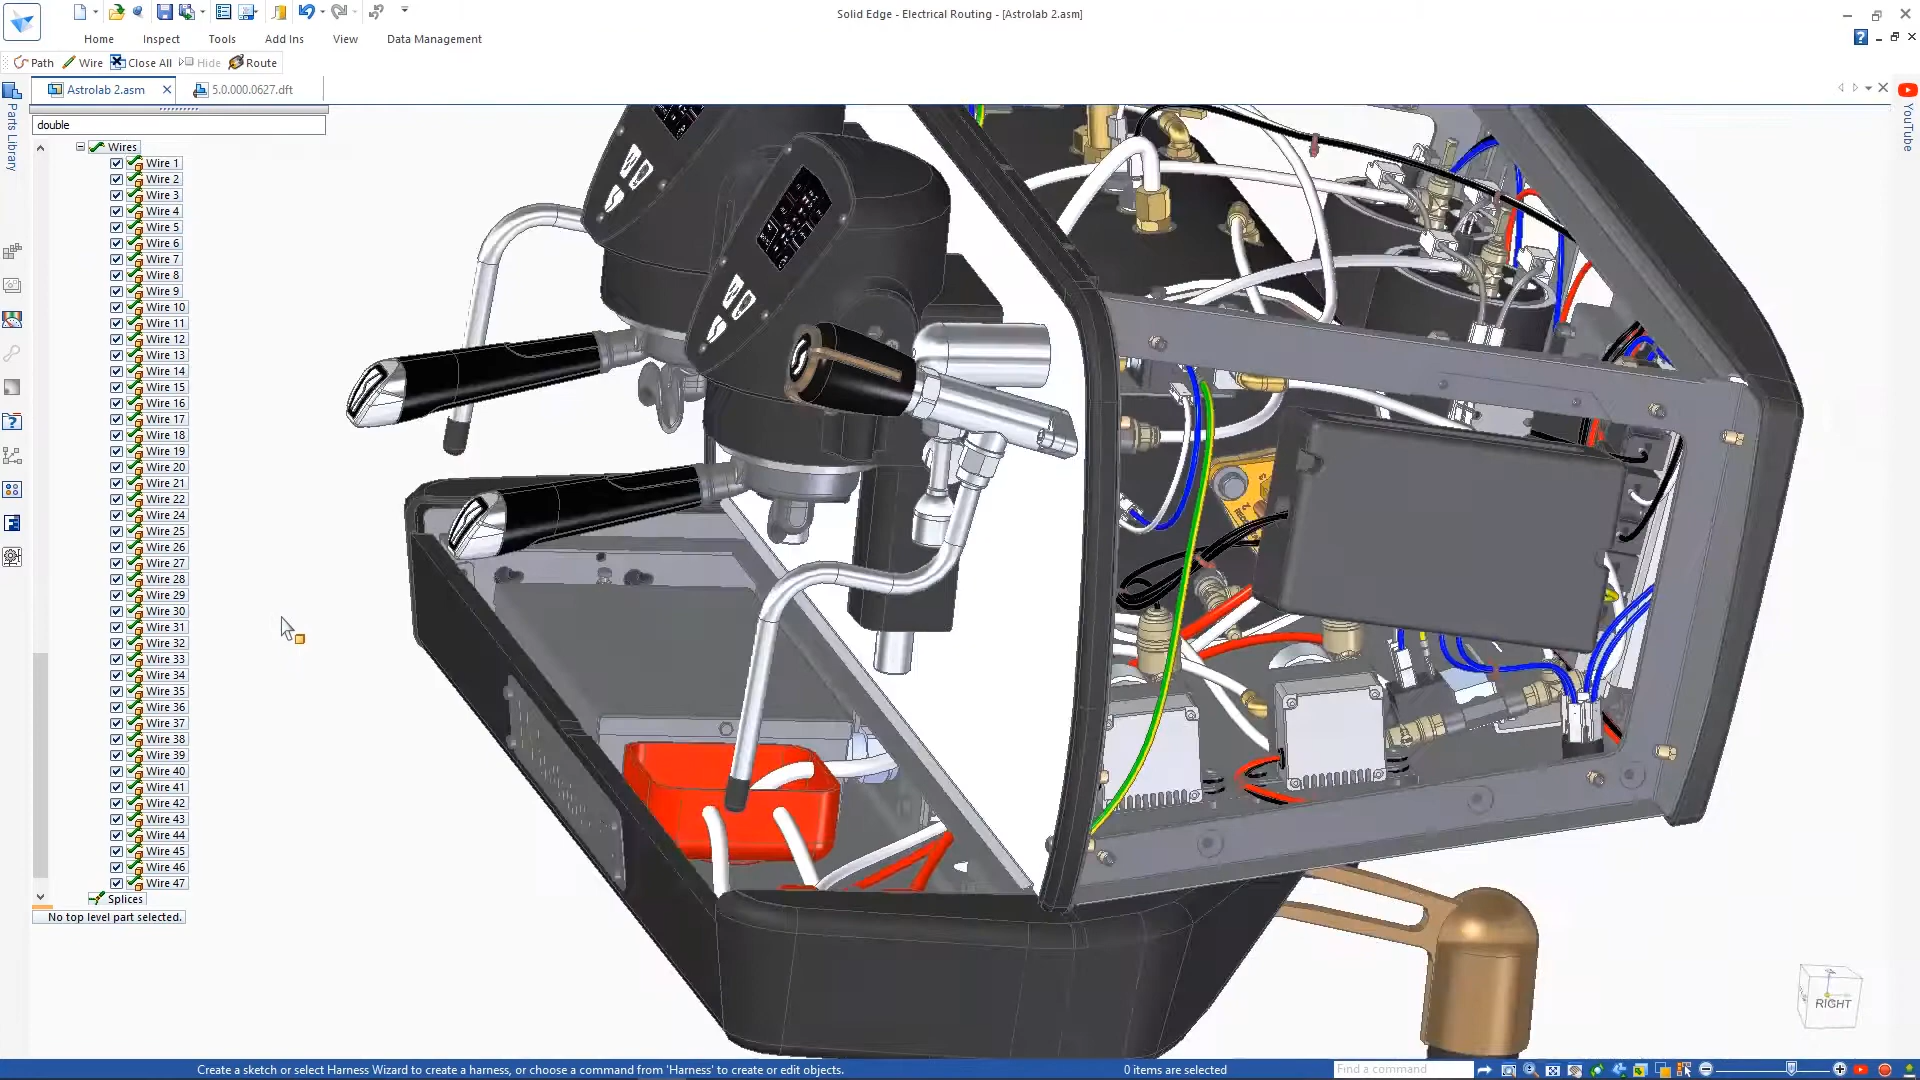 Solid Edge - Electrical Routing - [Astrolab 2.asm]
Home Inspect Tools Add Ins View Data Management
Path Wire Close All Hide Route
Astrolab 2.asm 5.0.000.0627.dft
double
Parts Library
YouTube
Wires
Wire 1
Wire 2
Wire 3
Wire 4
Wire 5
Wire 6
Wire 7
Wire 8
Wire 9
Wire 10
Wire 11
Wire 12
Wire 13
Wire 14
Wire 15
Wire 16
Wire 17
Wire 18
Wire 19
Wire 20
Wire 21
Wire 22
Wire 24
Wire 25
Wire 26
Wire 27
Wire 28
Wire 29
Wire 30
Wire 31
Wire 32
Wire 33
Wire 34
Wire 35
Wire 36
Wire 37
Wire 38
Wire 39
Wire 40
Wire 41
Wire 42
Wire 43
Wire 44
Wire 45
Wire 46
Wire 47
Splices
No top level part selected.
RIGHT
Create a sketch or select Harness Wizard to create a harness, or choose a command from 'Harness' to create or edit objects.
0 items are selected
Find a command